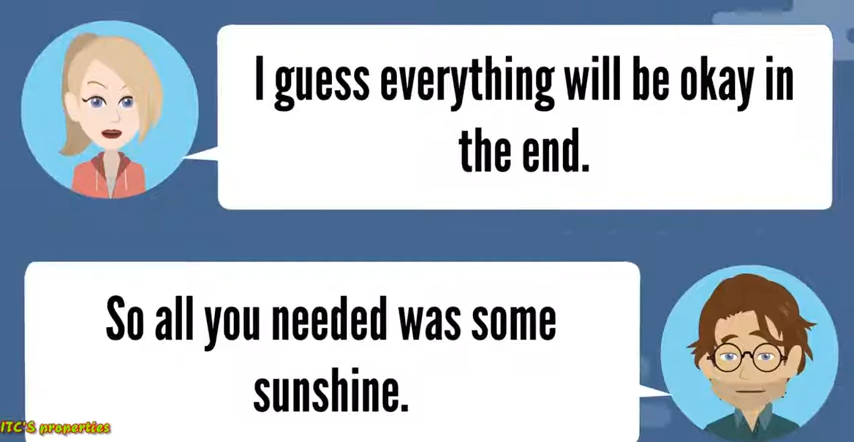 I guess everything will be okay in
the end.
So all you needed was some
sunshine.
ITC'S properties